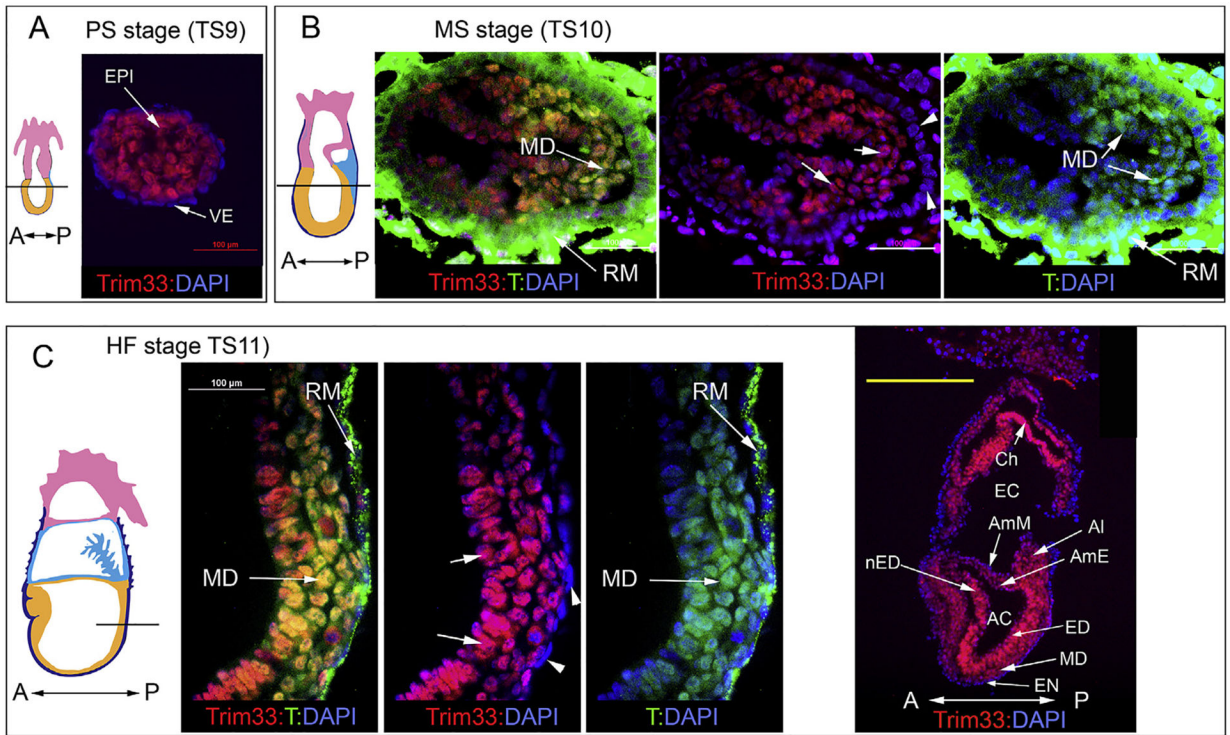 A
PS stage (TS9)
EPI
VE
100 µm
A P
Trim33:DAPI
B
MS stage (TS10)
MD
RM
A P
Trim33:T:DAPI
Trim33:DAPI
MD
RM
T:DAPI
C
HF stage TS11)
100 µm
RM
MD
A P
Trim33:T:DAPI
Trim33:DAPI
RM
MD
T:DAPI
Ch
EC
AmM
Al
nED
AmE
AC
ED
MD
EN
A P
Trim33:DAPI